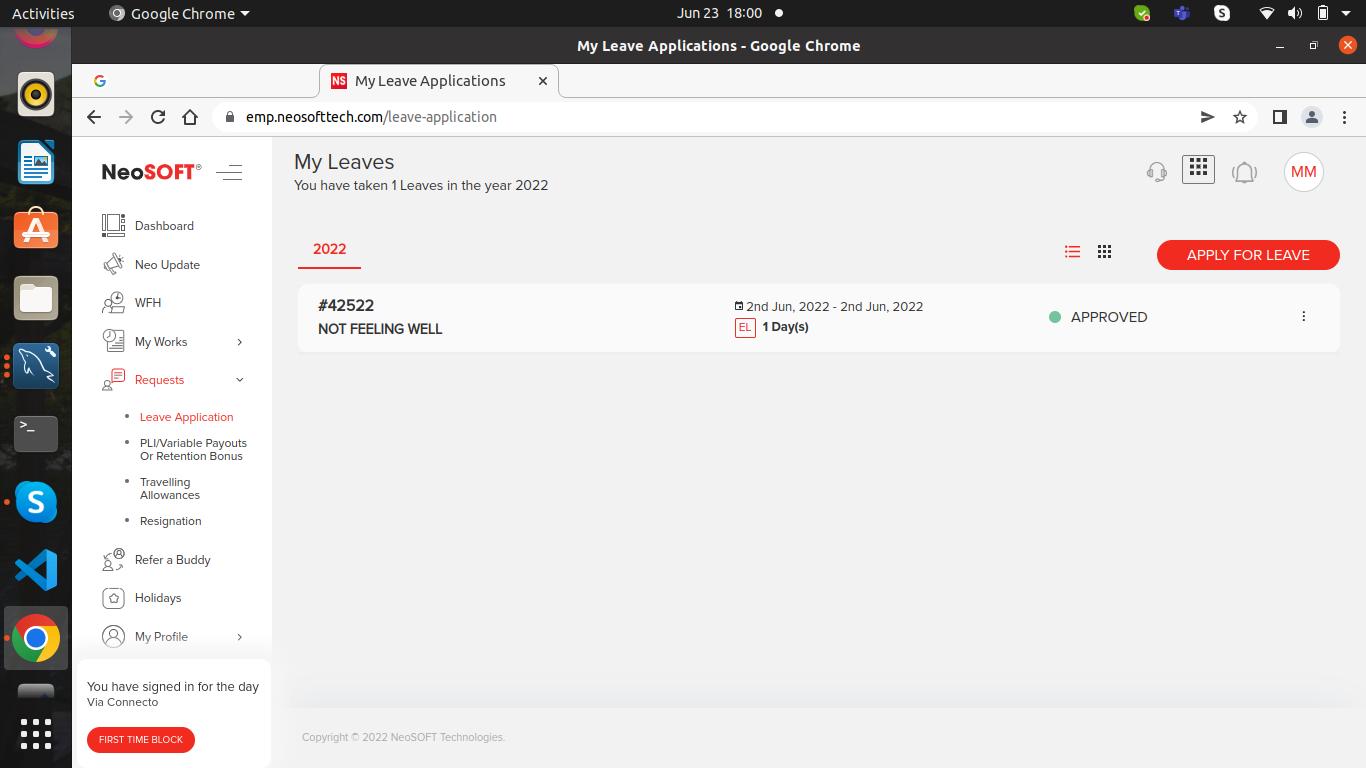 Activities
Google Chrome
Jun 23 18:00
My Leave Applications - Google Chrome
NS My Leave Applications
emp.neosofttech.com/leave-application
NeoSOFT®
My Leaves
You have taken 1 Leaves in the year 2022
MM
Dashboard
Neo Update
WFH
My Works
Requests
Leave Application
PLI/Variable Payouts
Or Retention Bonus
Travelling
Allowances
Resignation
Refer a Buddy
Holidays
My Profile
You have signed in for the day
Via Connecto
FIRST TIME BLOCK
2022
APPLY FOR LEAVE
#42522
NOT FEELING WELL
2nd Jun, 2022 - 2nd Jun, 2022
EL 1 Day(s)
APPROVED
Copyright © 2022 NeoSOFT Technologies.